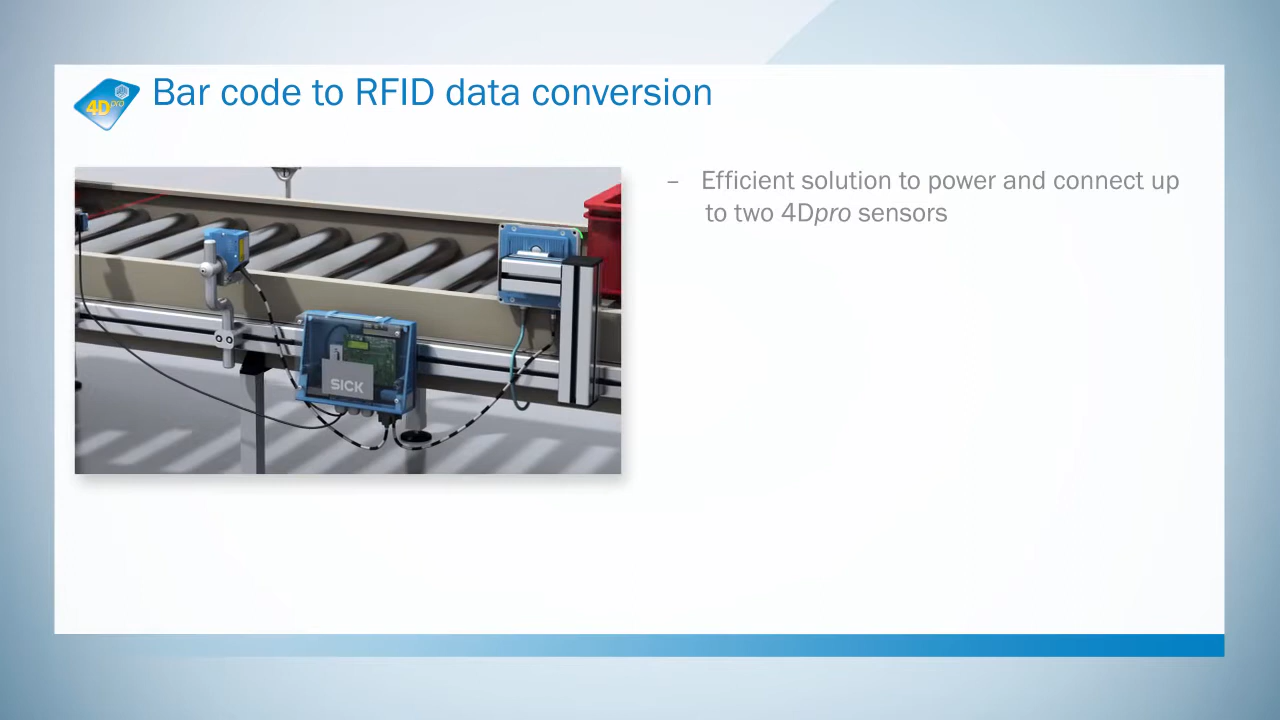 4Dpro
Bar code to RFID data conversion
– Efficient solution to power and connect up
to two 4Dpro sensors
SICK